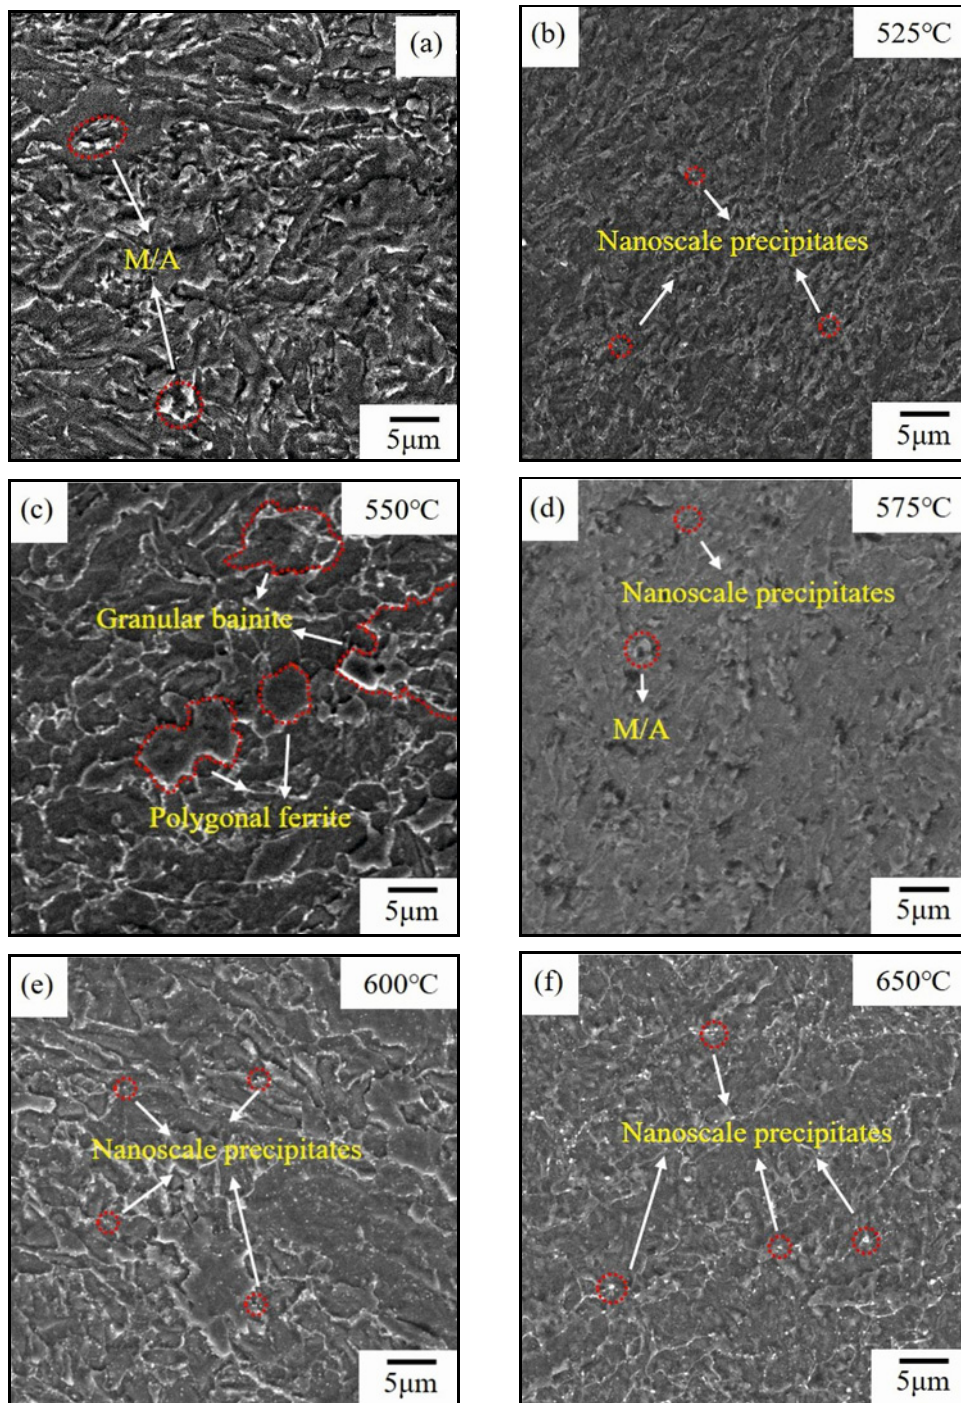 (a)
M/A
5μm
(b)
525℃
Nanoscale precipitates
5μm
(c)
550℃
Granular bainite
Polygonal ferrite
5μm
(d)
575℃
Nanoscale precipitates
M/A
5μm
(e)
600℃
Nanoscale precipitates
5μm
(f)
650℃
Nanoscale precipitates
5μm